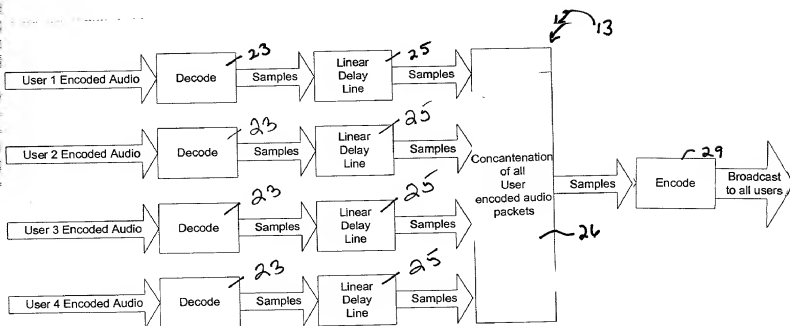 13
23
25
User 1 Encoded Audio
Decode
Samples
Linear
Delay
Line
Samples
23
25
User 2 Encoded Audio
Decode
Samples
Linear
Delay
Line
Samples
Concantenation
of all
User
encoded audio
packets
26
Samples
29
Encode
Broadcast
to all users
23
25
User 3 Encoded Audio
Decode
Samples
Linear
Delay
Line
Samples
23
25
User 4 Encoded Audio
Decode
Samples
Linear
Delay
Line
Samples